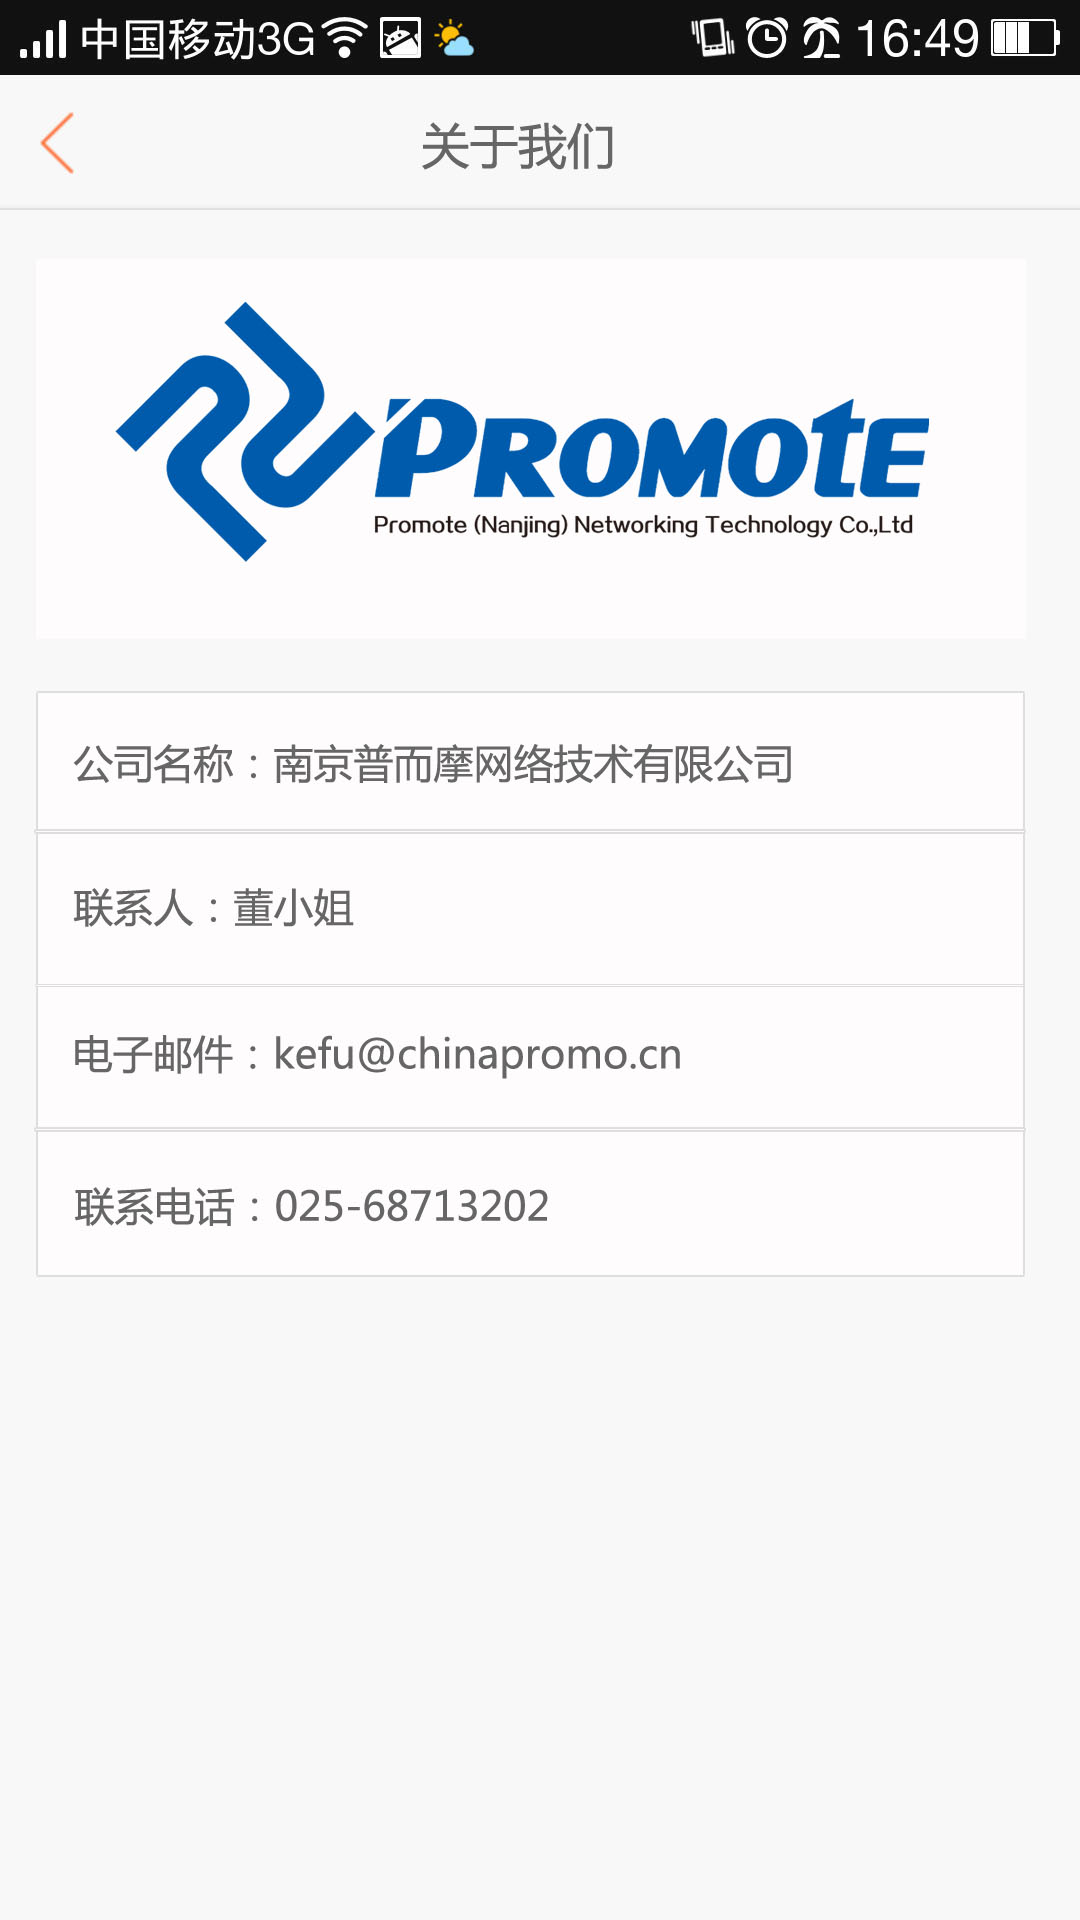 中国移动3G 16:49
关于我们
PROMOTE
Promote (Nanjing) Networking Technology Co.,Ltd
公司名称：南京普而摩网络技术有限公司
联系人：董小姐
电子邮件：kefu@chinapromo.cn
联系电话：025-68713202